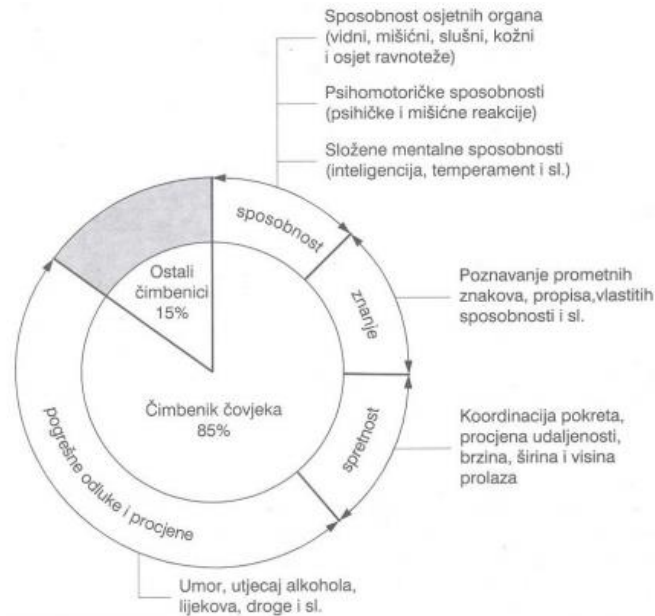 Sposobnost osjetnih organa
(vidni, mišićni, slušni, kožni
i osjet ravnoteže)
Psihomotoričke sposobnosti
(psihičke i mišićne reakcije)
Složene mentalne sposobnosti
(inteligencija, temperament i sl.)
sposobnost
Ostali
čimbenici
15%
znanje
Poznavanje prometnih
znakova, propisa,vlastitih
sposobnosti i sl.
Čimbenik čovjeka
85%
spretnost
Koordinacija pokreta,
procjena udaljenosti,
brzina, širina i visina
prolaza
pogrešne odluke i procjene
Umor, utjecaj alkohola,
lijekova, droge i sl.